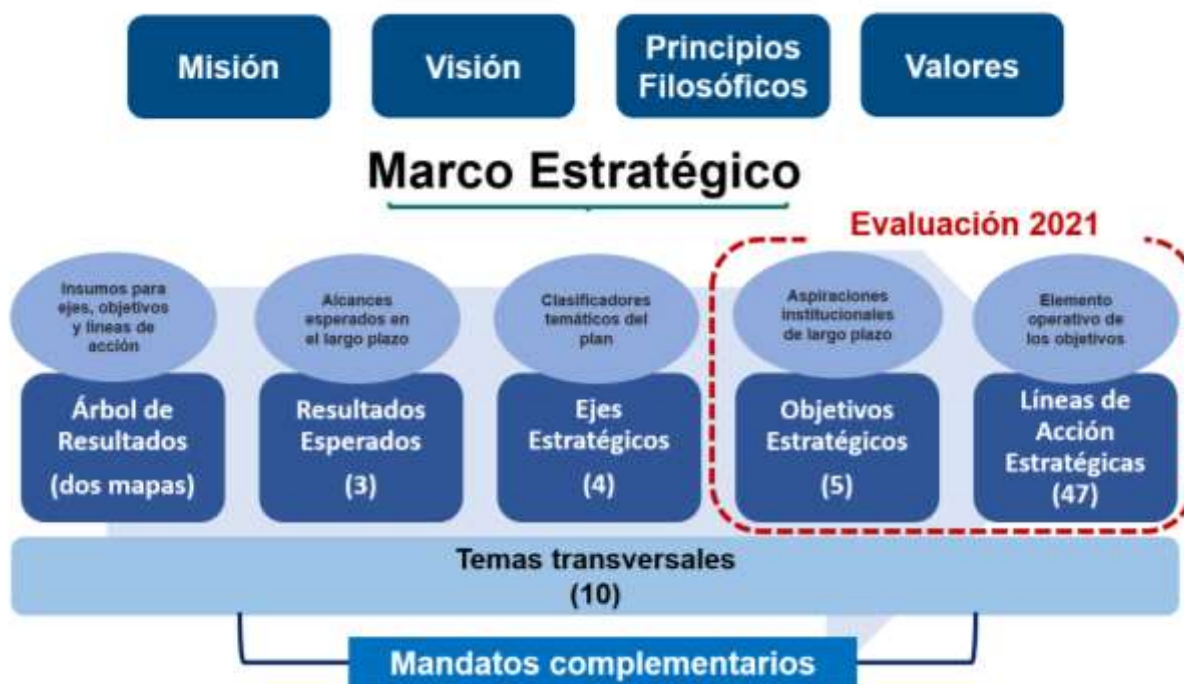 Misión
Visión
Principios
Filosóficos
Valores
Marco Estratégico
Evaluación 2021
Insumos para
ejes, objetivos
y líneas de
acción
Árbol de
Resultados
(dos mapas)
Alcances
esperados en
el largo plazo
Resultados
Esperados
(3)
Clasificadores
temáticos del
plan
Ejes
Estratégicos
(4)
Aspiraciones
institucionales
de largo plazo
Objetivos
Estratégicos
(5)
Elemento
operativo de
los objetivos
Líneas de
Acción
Estratégicas
(47)
Temas transversales
(10)
Mandatos complementarios